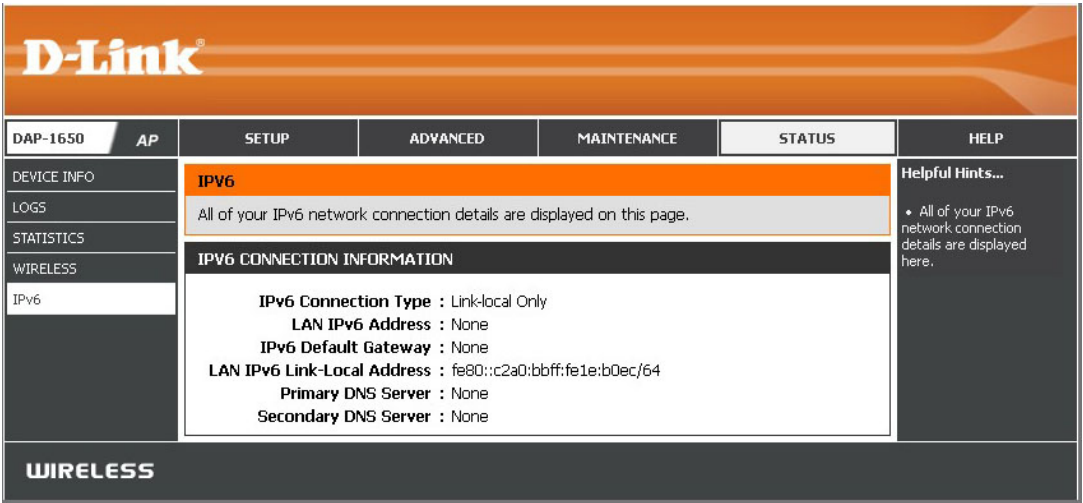 D-Link®
DAP-1650 AP SETUP ADVANCED MAINTENANCE STATUS HELP
DEVICE INFO
LOGS
STATISTICS
WIRELESS
IPv6
IPV6
All of your IPv6 network connection details are displayed on this page.
IPV6 CONNECTION INFORMATION
IPv6 Connection Type : Link-local Only
LAN IPv6 Address : None
IPv6 Default Gateway : None
LAN IPv6 Link-Local Address : fe80::c2a0:bbff:fe1e:b0ec/64
Primary DNS Server : None
Secondary DNS Server : None
Helpful Hints...
• All of your IPv6
network connection
details are displayed
here.
WIRELESS